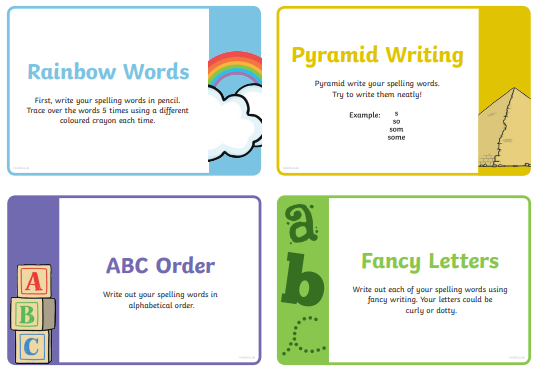 Rainbow Words
First, write your spelling words in pencil.
Trace over the words 5 times using a different
coloured crayon each time.
Pyramid Writing
Pyramid write your spelling words.
Try to write them neatly!
Example: s
so
som
some
A
B
C
ABC Order
Write out your spelling words in
alphabetical order.
a
b
c
Fancy Letters
Write out each of your spelling words using
fancy writing. Your letters could be
curly or dotty.